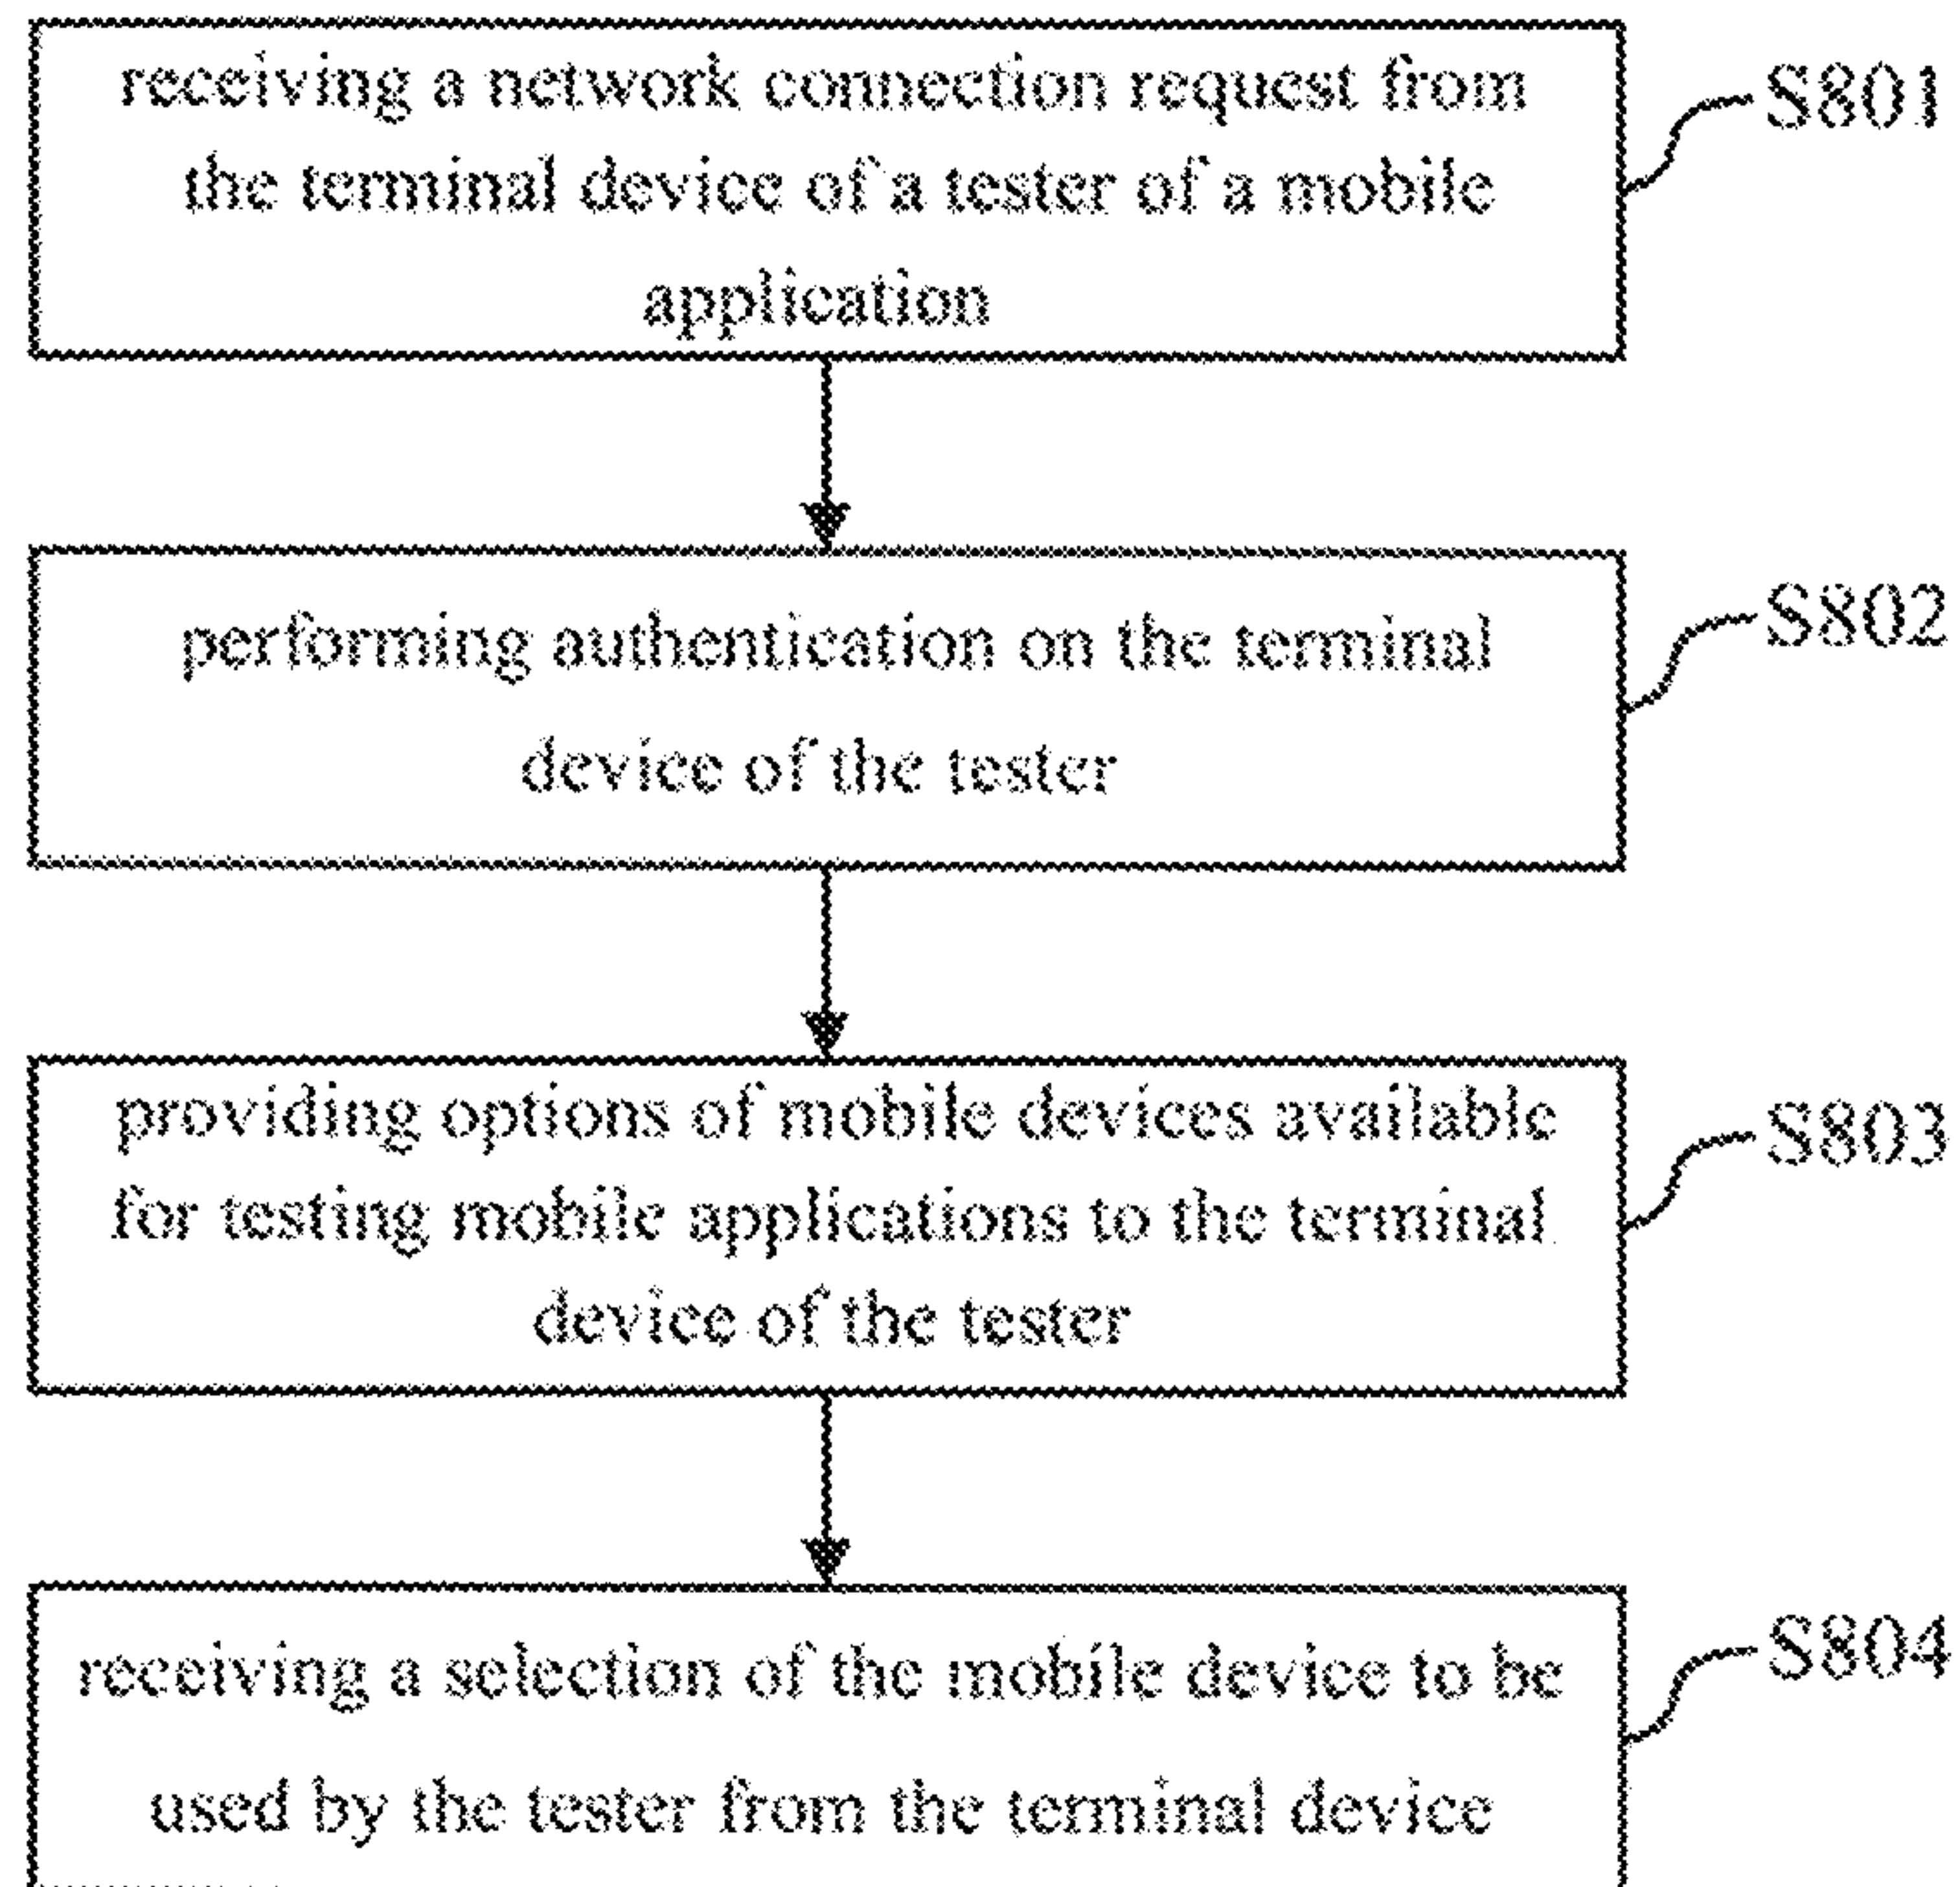 receiving a network connection request from
the terminal device of a tester of a mobile
application
S801
performing authentication on the terminal
device of the tester
S802
providing options of mobile devices available
for testing mobile applications to the terminal
device of the tester
S803
receiving a selection of the mobile device to be
used by the tester from the terminal device
S804